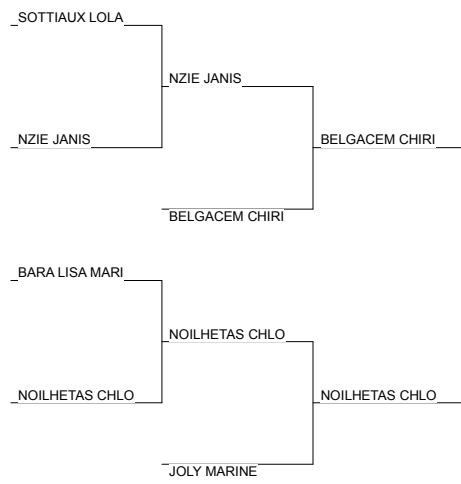 SOTTIAUX LOLA
NZIE JANIS
NZIE JANIS
BELGACEM CHIRI
BELGACEM CHIRI
BARA LISA MARI
NOILHETAS CHLO
NOILHETAS CHLO
NOILHETAS CHLO
JOLY MARINE